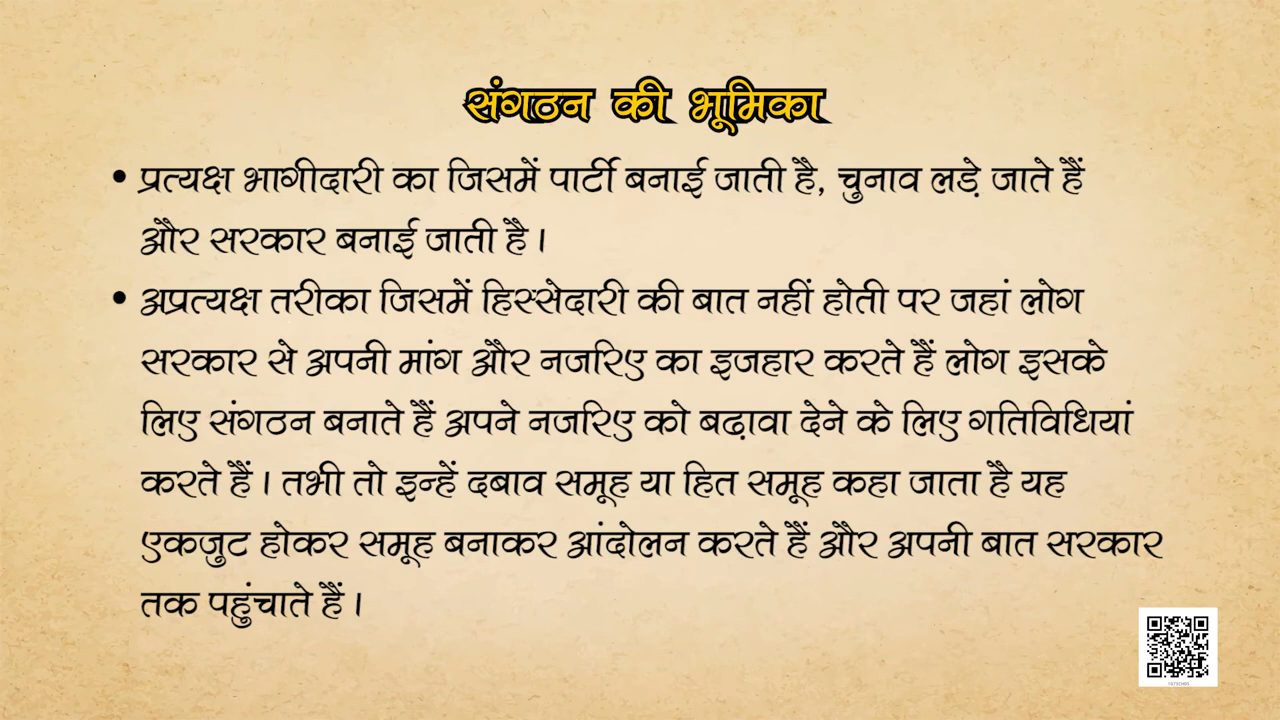 संगठन की भूमिका
• प्रत्यक्ष भागीदारी का जिसमें पार्टी बनाई जाती है, चुनाव लड़े जाते हैं
और सरकार बनाई जाती है।
• अप्रत्यक्ष तरीका जिसमें हिस्सेदारी की बात नहीं होती पर जहां लोग
सरकार से अपनी मांग और नजरिए का इजहार करते हैं लोग इसके
लिए संगठन बनाते हैं अपने नजरिए को बढ़ावा देने के लिए गतिविधियां
करते हैं। तभी तो इन्हें दबाव समूह या हित समूह कहा जाता है यह
एकजुट होकर समूह बनाकर आंदोलन करते हैं और अपनी बात सरकार
तक पहुंचाते हैं।